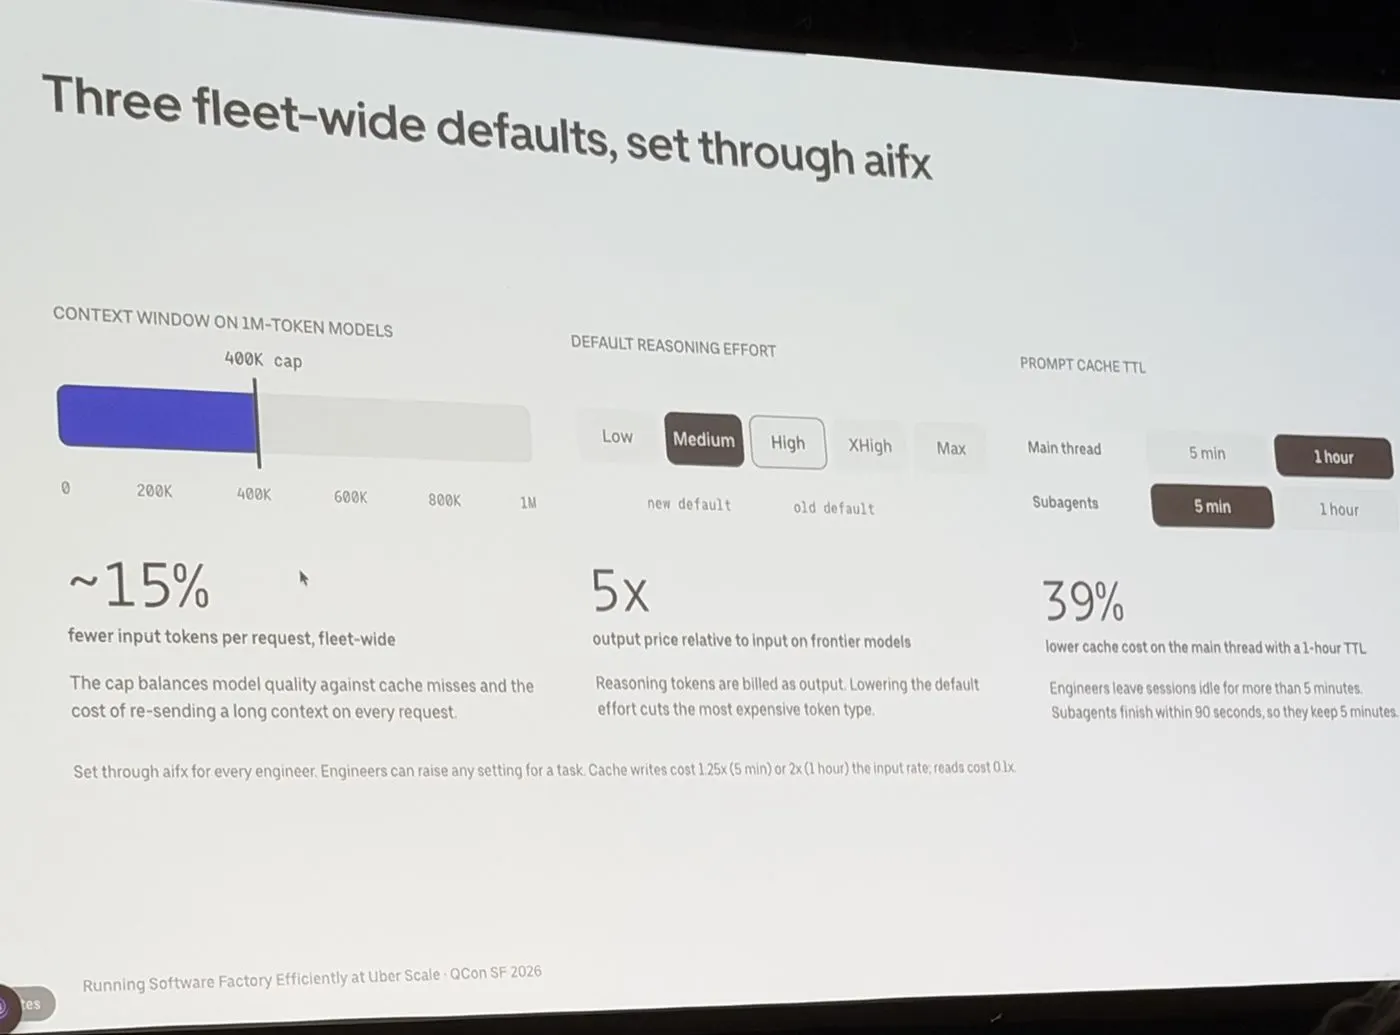 Three fleet-wide defaults, set through aifx
CONTEXT WINDOW ON 1M-TOKEN MODELS
400K cap
0 200K 400K 600K 800K 1M
~15%
fewer input tokens per request, fleet-wide
The cap balances model quality against cache misses and the
cost of re-sending a long context on every request.
DEFAULT REASONING EFFORT
Low Medium High XHigh Max
new default old default
5x
output price relative to input on frontier models
Reasoning tokens are billed as output. Lowering the default
effort cuts the most expensive token type.
PROMPT CACHE TTL
Main thread 5 min 1 hour
Subagents 5 min 1 hour
39%
lower cache cost on the main thread with a 1-hour TTL
Engineers leave sessions idle for more than 5 minutes.
Subagents finish within 90 seconds, so they keep 5 minutes.
Set through aifx for every engineer. Engineers can raise any setting for a task. Cache writes cost 1.25x (5 min) or 2x (1 hour) the input rate; reads cost 0.1x.
Running Software Factory Efficiently at Uber Scale · QCon SF 2026